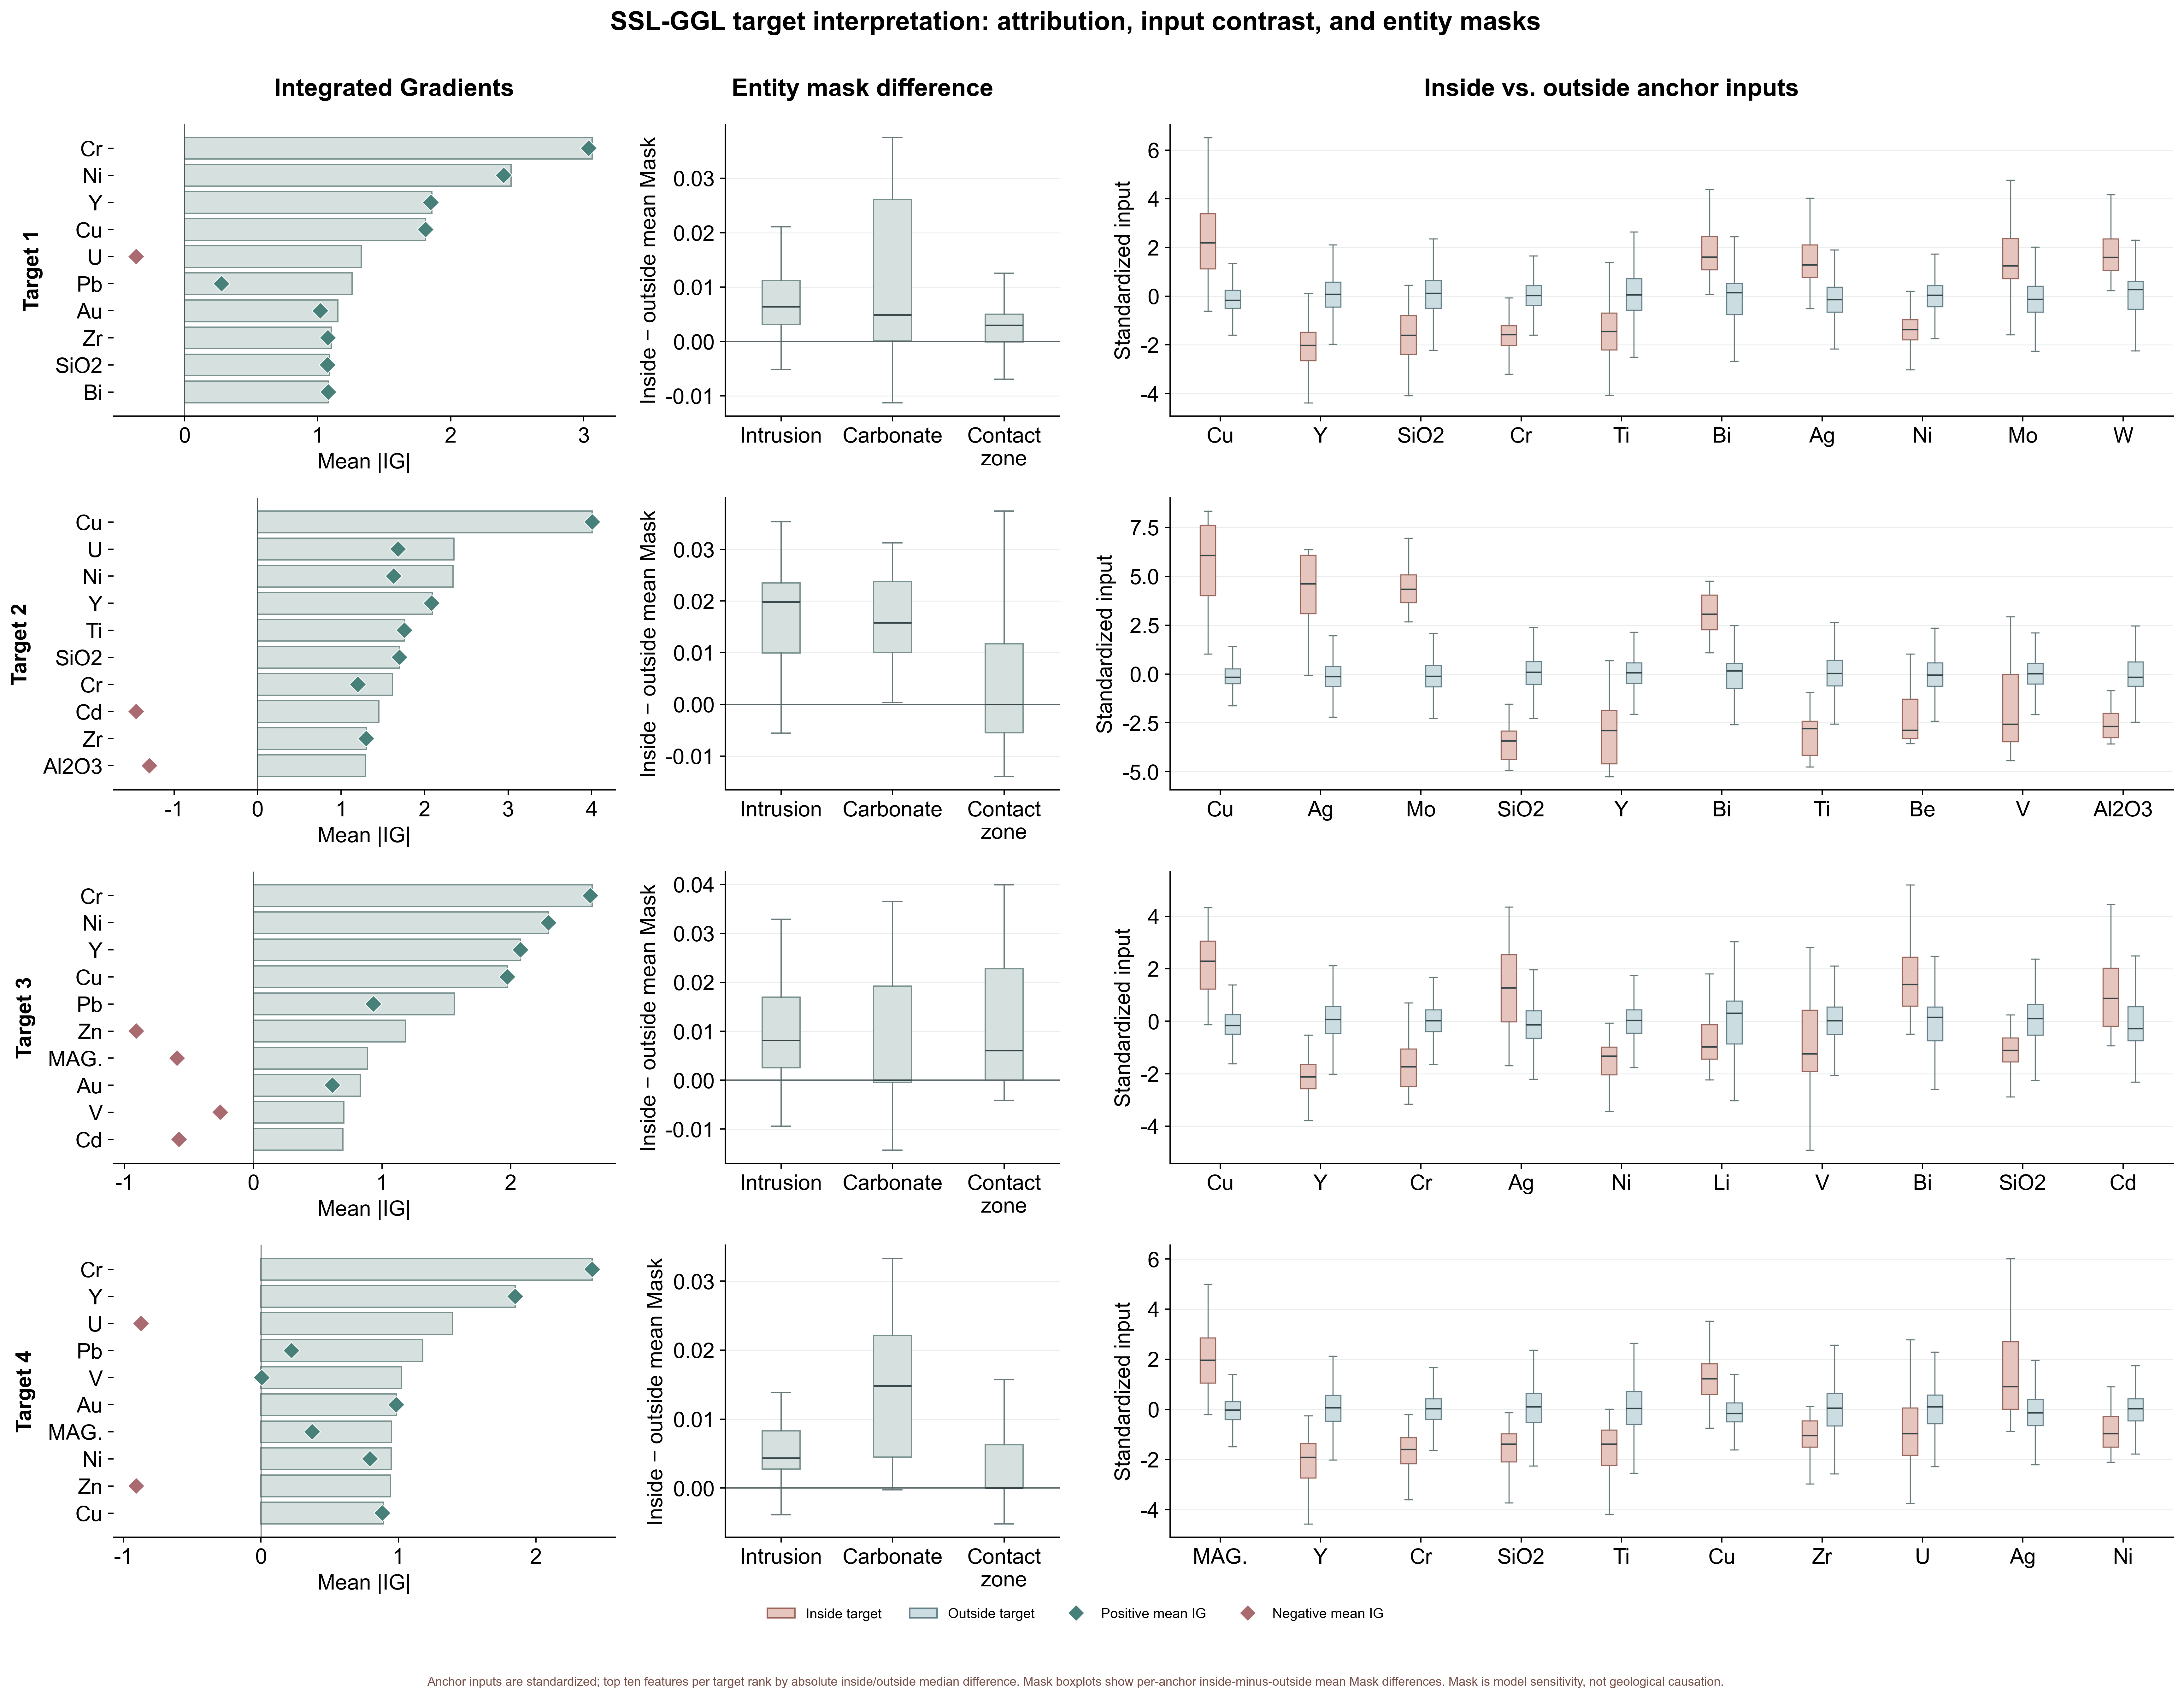 SSL-GGL target interpretation: attribution, input contrast, and entity masks
Integrated Gradients
Entity mask difference
Inside vs. outside anchor inputs
Target 1
Cr
Ni
Y
Cu
U
Pb
Au
Zr
SiO2
Bi
0 1 2 3
Mean |IG|
Inside − outside mean Mask
0.03
0.02
0.01
0.00
-0.01
Intrusion Carbonate Contact
zone
Standardized input
6
4
2
0
-2
-4
Cu Y SiO2 Cr Ti Bi Ag Ni Mo W
Target 2
Cu
U
Ni
Y
Ti
SiO2
Cr
Cd
Zr
Al2O3
-1 0 1 2 3 4
Mean |IG|
Inside − outside mean Mask
0.03
0.02
0.01
0.00
-0.01
Intrusion Carbonate Contact
zone
Standardized input
7.5
5.0
2.5
0.0
-2.5
-5.0
Cu Ag Mo SiO2 Y Bi Ti Be V Al2O3
Target 3
Cr
Ni
Y
Cu
Pb
Zn
MAG.
Au
V
Cd
-1 0 1 2
Mean |IG|
Inside − outside mean Mask
0.04
0.03
0.02
0.01
0.00
-0.01
Intrusion Carbonate Contact
zone
Standardized input
4
2
0
-2
-4
Cu Y Cr Ag Ni Li V Bi SiO2 Cd
Target 4
Cr
Y
U
Pb
V
Au
MAG.
Ni
Zn
Cu
-1 0 1 2
Mean |IG|
Inside − outside mean Mask
0.03
0.02
0.01
0.00
Intrusion Carbonate Contact
zone
Standardized input
6
4
2
0
-2
-4
MAG. Y Cr SiO2 Ti Cu Zr U Ag Ni
Inside target Outside target Positive mean IG Negative mean IG
Anchor inputs are standardized; top ten features per target rank by absolute inside/outside median difference. Mask boxplots show per-anchor inside-minus-outside mean Mask differences. Mask is model sensitivity, not geological causation.